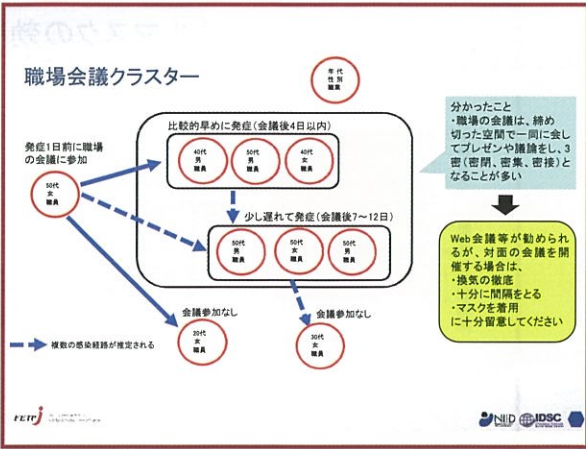 職場会議クラスター
年代
性別
職業
比較的早めに発症(会議後4日以内)
発症1日前に職場
の会議に参加
50代
女
職員
40代
男
職員
50代
男
職員
40代
女
職員
少し遅れて発症(会議後7～12日)
50代
男
職員
50代
女
職員
50代
男
職員
会議参加なし
20代
女
職員
会議参加なし
30代
女
職員
複数の感染経路が推定される
分かったこと
・職場の会議は、締め
切った空間で一同に会し
てプレゼンや議論をし、3
密(密閉、密集、密接)と
なることが多い
Web会議等が勧められ
るが、対面の会議を開
催する場合は、
・換気の徹底
・十分に間隔をとる
・マスクを着用
に十分留意してください
FETP j
NIID
IDSC